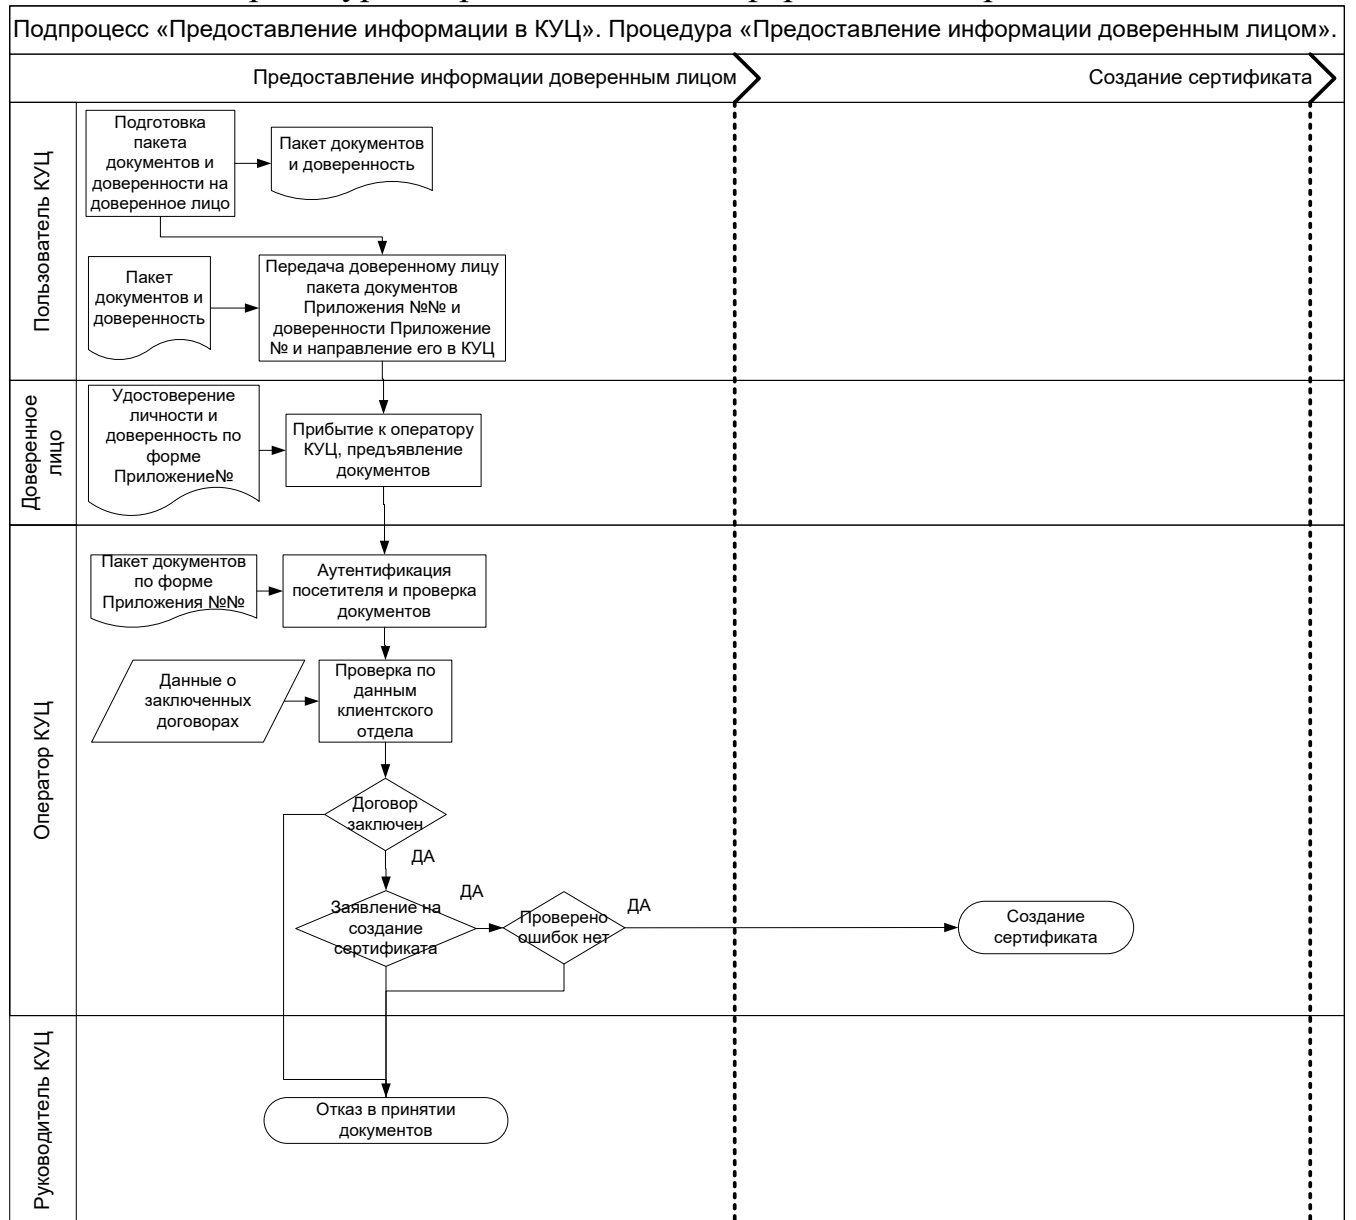 Подпроцесс «Предоставление информации в КУЦ». Процедура «Предоставление информации доверенным лицом».
Предоставление информации доверенным лицом
Создание сертификата
Пользователь КУЦ
Подготовка
пакета
документов и
доверенности на
доверенное лицо
Пакет документов
и доверенность
Пакет
документов и
доверенность
Передача доверенному лицу
пакета документов
Приложения №№ и
доверенности Приложение
№ и направление его в КУЦ
Доверенное
лицо
Удостоверение
личности и
доверенность по
форме
Приложение№
Прибытие к оператору
КУЦ, предъявление
документов
Оператор КУЦ
Пакет документов
по форме
Приложения №№
Аутентификация
посетителя и проверка
документов
Данные о
заключенных
договорах
Проверка по
данным
клиентского
отдела
Договор
заключен
ДА
Заявление на
создание
сертификата
ДА
Проверено
ошибок нет
ДА
Создание
сертификата
Руководитель КУЦ
Отказ в принятии
документов